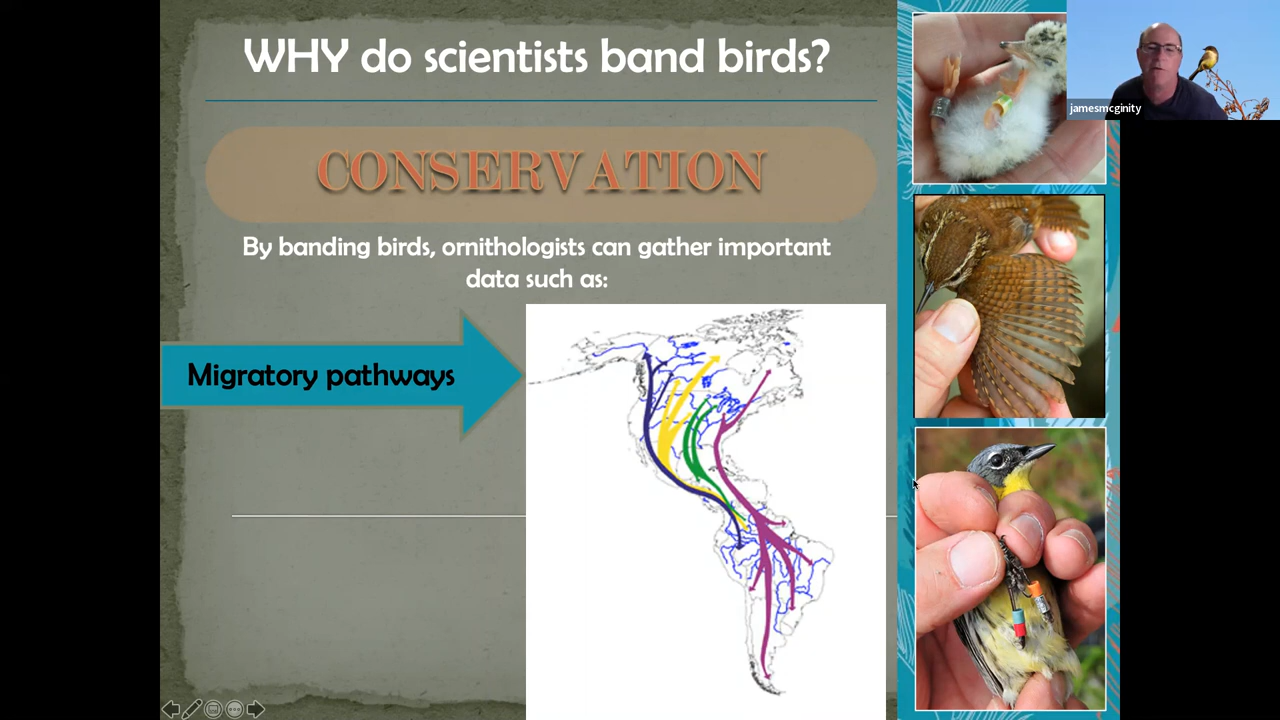 WHY do scientists band birds?
jamesmcginity
CONSERVATION
By banding birds, ornithologists can gather important
data such as:
Migratory pathways